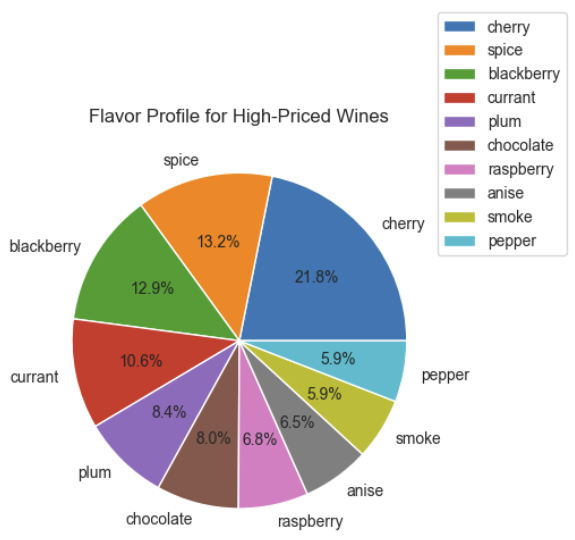 cherry
spice
blackberry
currant
plum
chocolate
raspberry
anise
smoke
pepper
Flavor Profile for High-Priced Wines
spice
cherry
blackberry
currant
plum
chocolate
raspberry
anise
smoke
pepper
13.2%
21.8%
12.9%
10.6%
8.4%
8.0%
6.8%
6.5%
5.9%
5.9%